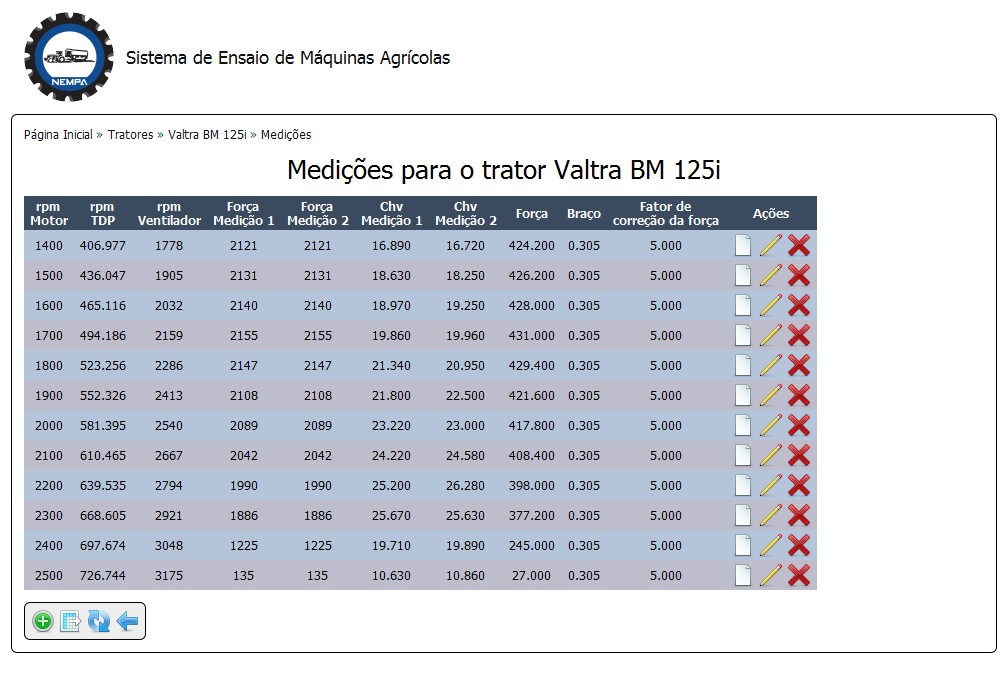 NEMPA
Sistema de Ensaio de Máquinas Agrícolas
Página Inicial » Tratores » Valtra BM 125i » Medições
Medições para o trator Valtra BM 125i
rpm Motor rpm TDP rpm Ventilador Força Medição 1 Força Medição 2 Chv Medição 1 Chv Medição 2 Força Braço Fator de correção da força Ações
1400 406.977 1778 2121 2121 16.890 16.720 424.200 0.305 5.000
1500 436.047 1905 2131 2131 18.630 18.250 426.200 0.305 5.000
1600 465.116 2032 2140 2140 18.970 19.250 428.000 0.305 5.000
1700 494.186 2159 2155 2155 19.860 19.960 431.000 0.305 5.000
1800 523.256 2286 2147 2147 21.340 20.950 429.400 0.305 5.000
1900 552.326 2413 2108 2108 21.800 22.500 421.600 0.305 5.000
2000 581.395 2540 2089 2089 23.220 23.000 417.800 0.305 5.000
2100 610.465 2667 2042 2042 24.220 24.580 408.400 0.305 5.000
2200 639.535 2794 1990 1990 25.200 26.280 398.000 0.305 5.000
2300 668.605 2921 1886 1886 25.670 25.630 377.200 0.305 5.000
2400 697.674 3048 1225 1225 19.710 19.890 245.000 0.305 5.000
2500 726.744 3175 135 135 10.630 10.860 27.000 0.305 5.000